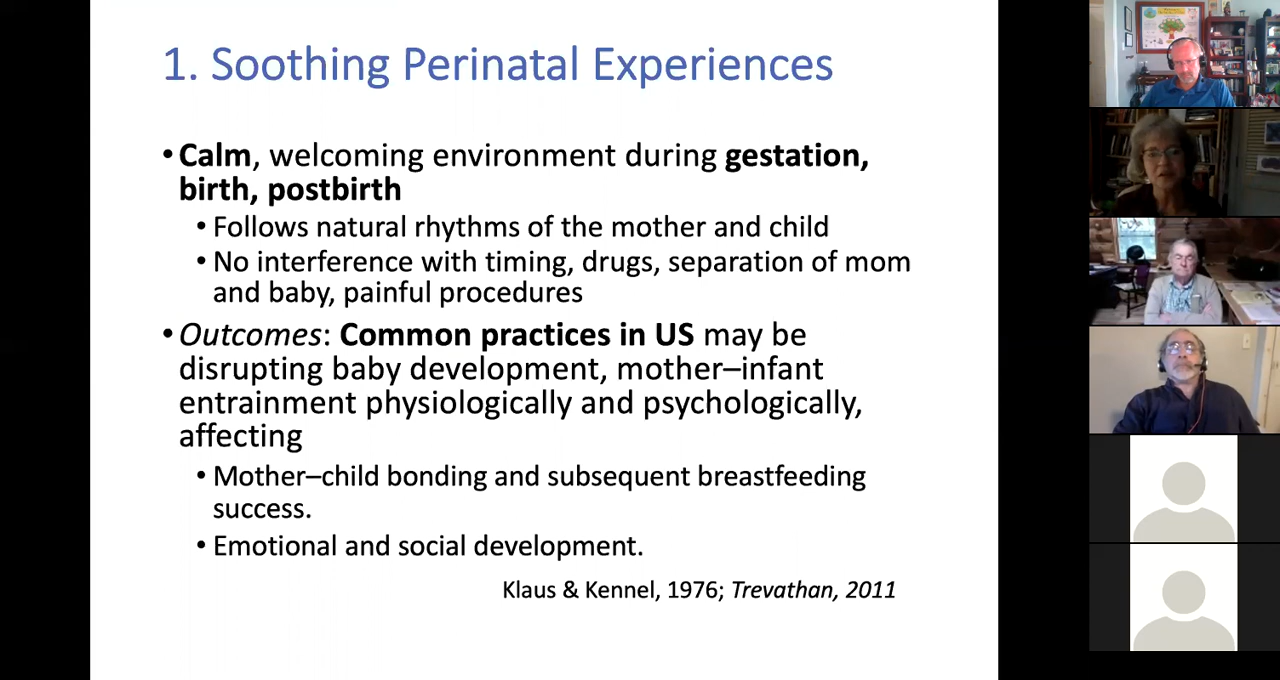 1. Soothing Perinatal Experiences
• Calm, welcoming environment during gestation,
birth, postbirth
• Follows natural rhythms of the mother and child
• No interference with timing, drugs, separation of mom
and baby, painful procedures
• Outcomes: Common practices in US may be
disrupting baby development, mother–infant
entrainment physiologically and psychologically,
affecting
• Mother–child bonding and subsequent breastfeeding
success.
• Emotional and social development.
Klaus & Kennel, 1976; Trevathan, 2011